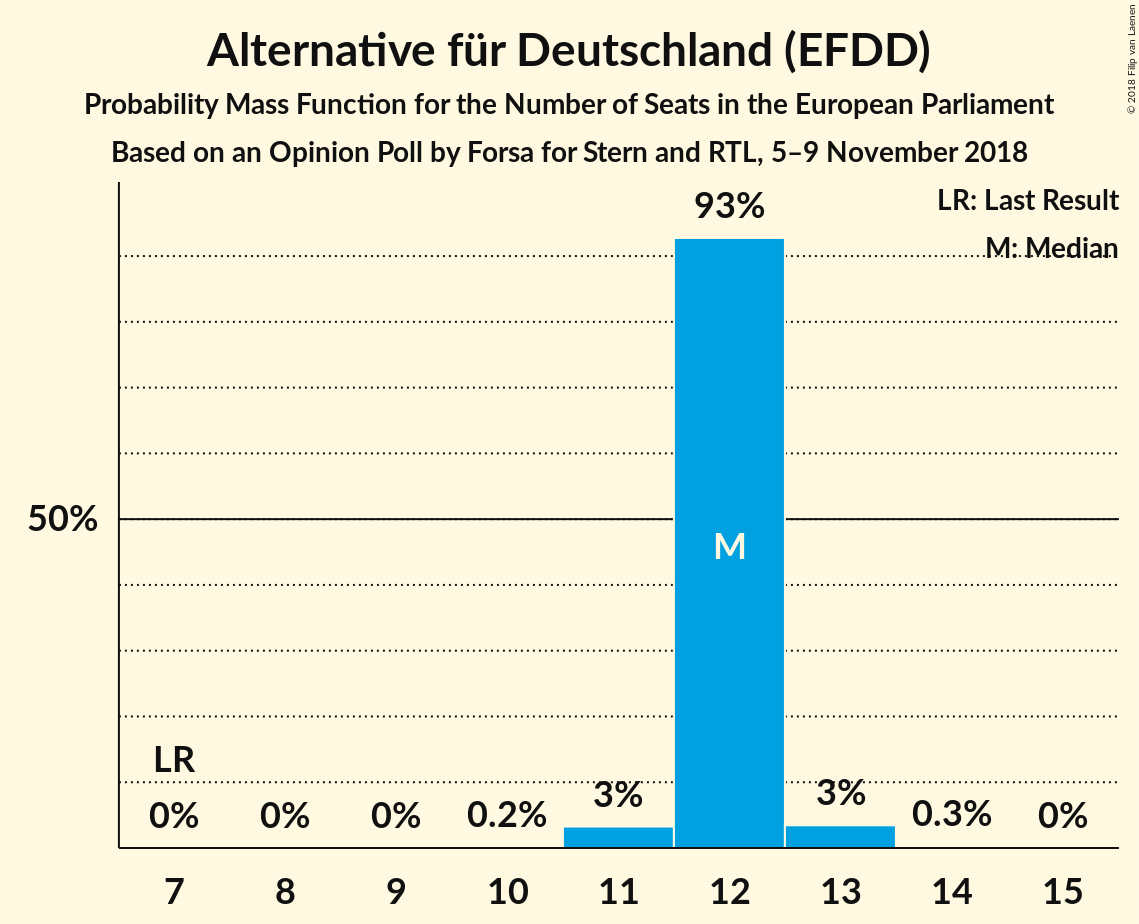 Alternative für Deutschland (EFDD)
Probability Mass Function for the Number of Seats in the European Parliament
Based on an Opinion Poll by Forsa for Stern and RTL, 5–9 November 2018
© 2018 Filip van Laenen
LR: Last Result
M: Median
93%
50%
M
LR
0% 0% 0% 0.2% 3% 3% 0.3% 0%
7 8 9 10 11 12 13 14 15